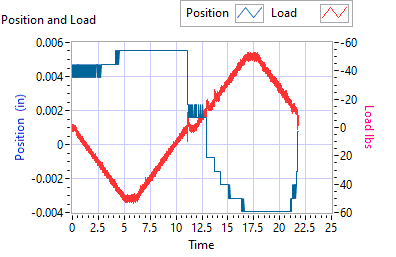 Position and Load
Position Load
0.006
0.004
0.002
0
-0.002
-0.004
Position (in)
-60
-40
-20
0
20
40
60
Load lbs
0 2.5 5 7.5 10 12.5 15 17.5 20 22.5 25
Time